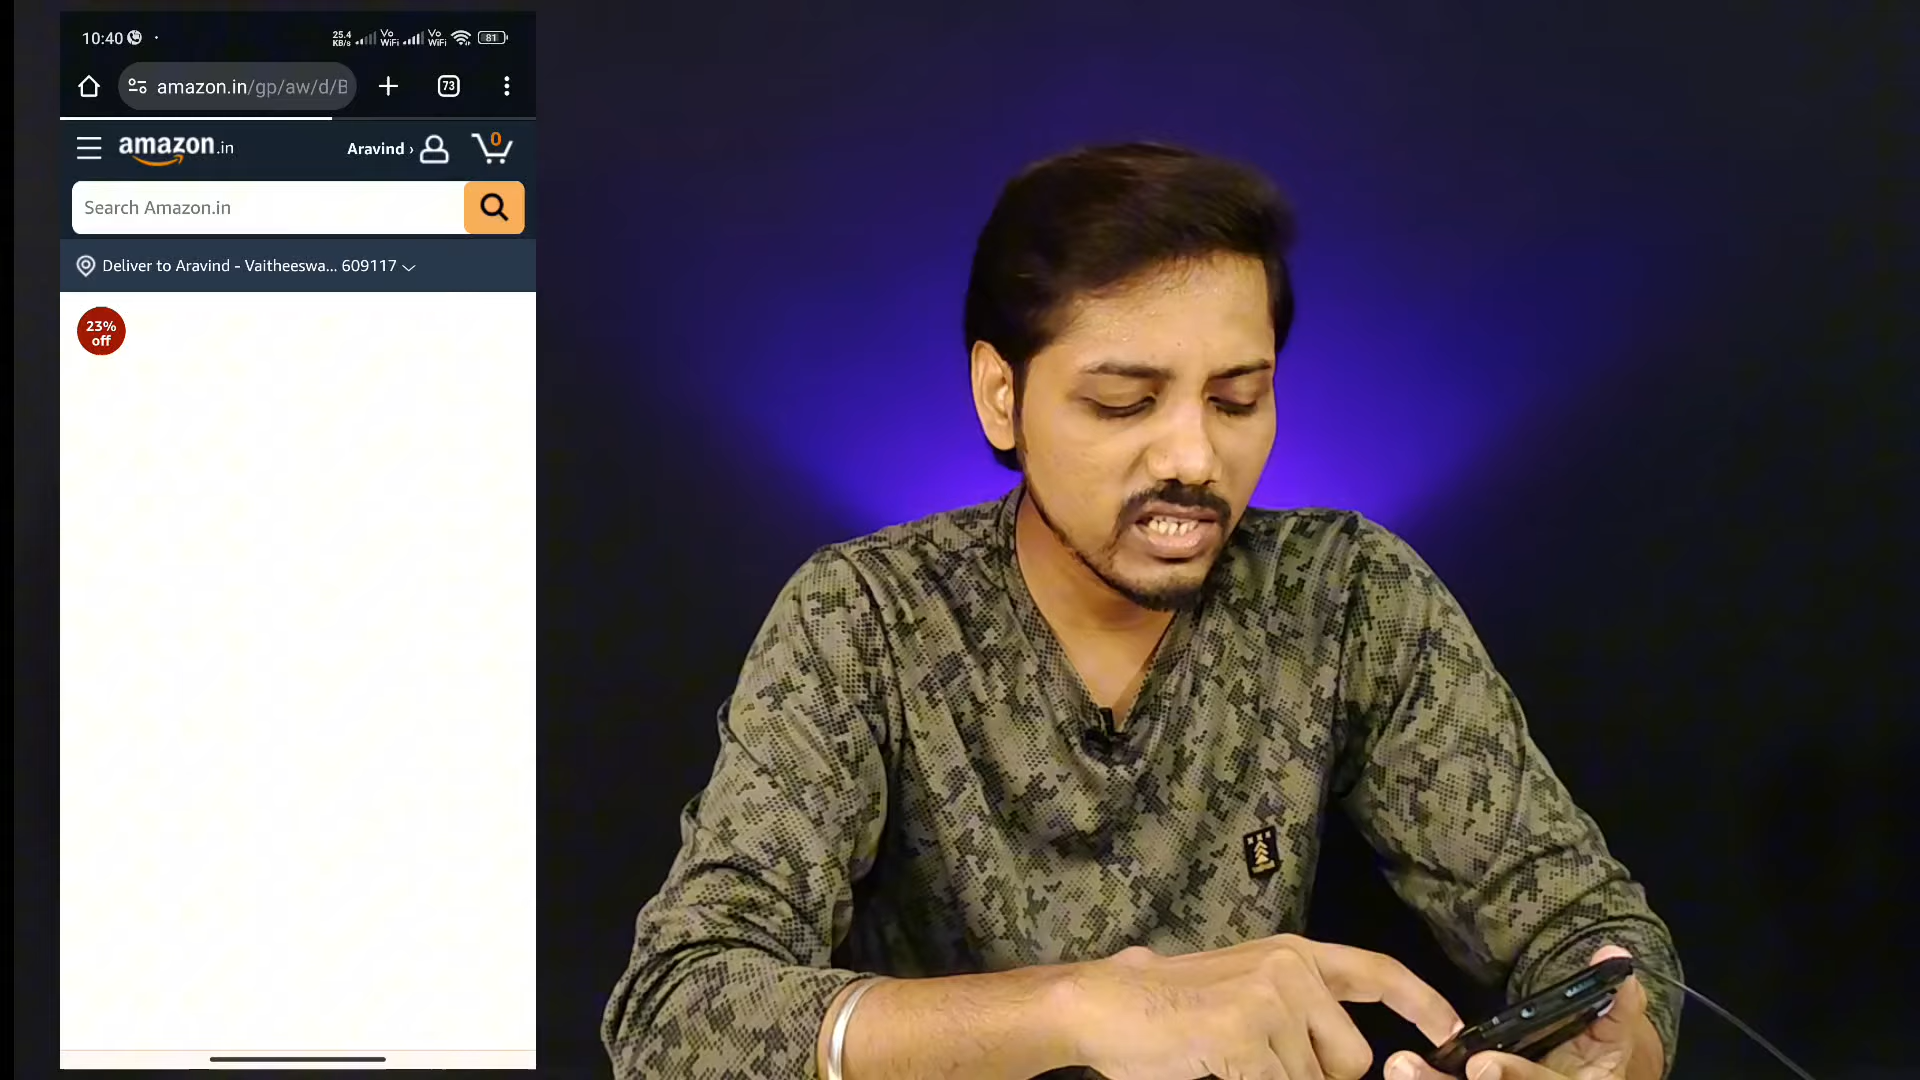 10:40
25.4 KB/s Vo WiFi Vo WiFi 81
amazon.in/gp/aw/d/B
73
amazon.in
Aravind ›
0
Search Amazon.in
Deliver to Aravind - Vaitheeswa... 609117
23%
off